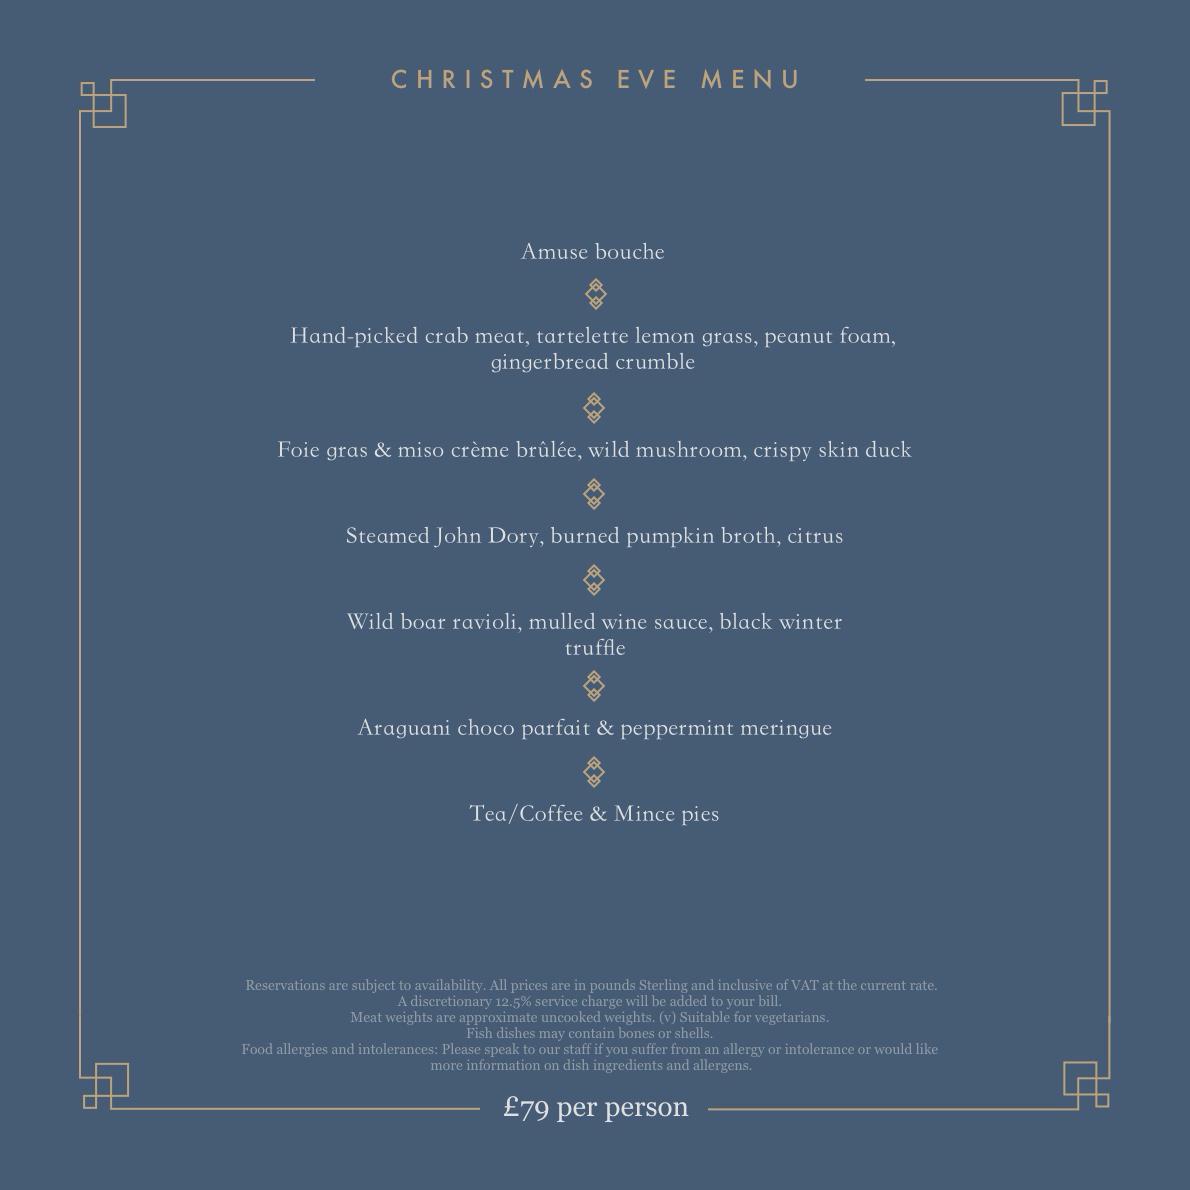 CHRISTMAS EVE MENU
Amuse bouche
Hand-picked crab meat, tartelette lemon grass, peanut foam,
gingerbread crumble
Foie gras & miso crème brûlée, wild mushroom, crispy skin duck
Steamed John Dory, burned pumpkin broth, citrus
Wild boar ravioli, mulled wine sauce, black winter
truffle
Araguani choco parfait & peppermint meringue
Tea/Coffee & Mince pies
Reservations are subject to availability. All prices are in pounds Sterling and inclusive of VAT at the current rate.
A discretionary 12.5% service charge will be added to your bill.
Meat weights are approximate uncooked weights. (v) Suitable for vegetarians.
Fish dishes may contain bones or shells.
Food allergies and intolerances: Please speak to our staff if you suffer from an allergy or intolerance or would like
more information on dish ingredients and allergens.
£79 per person